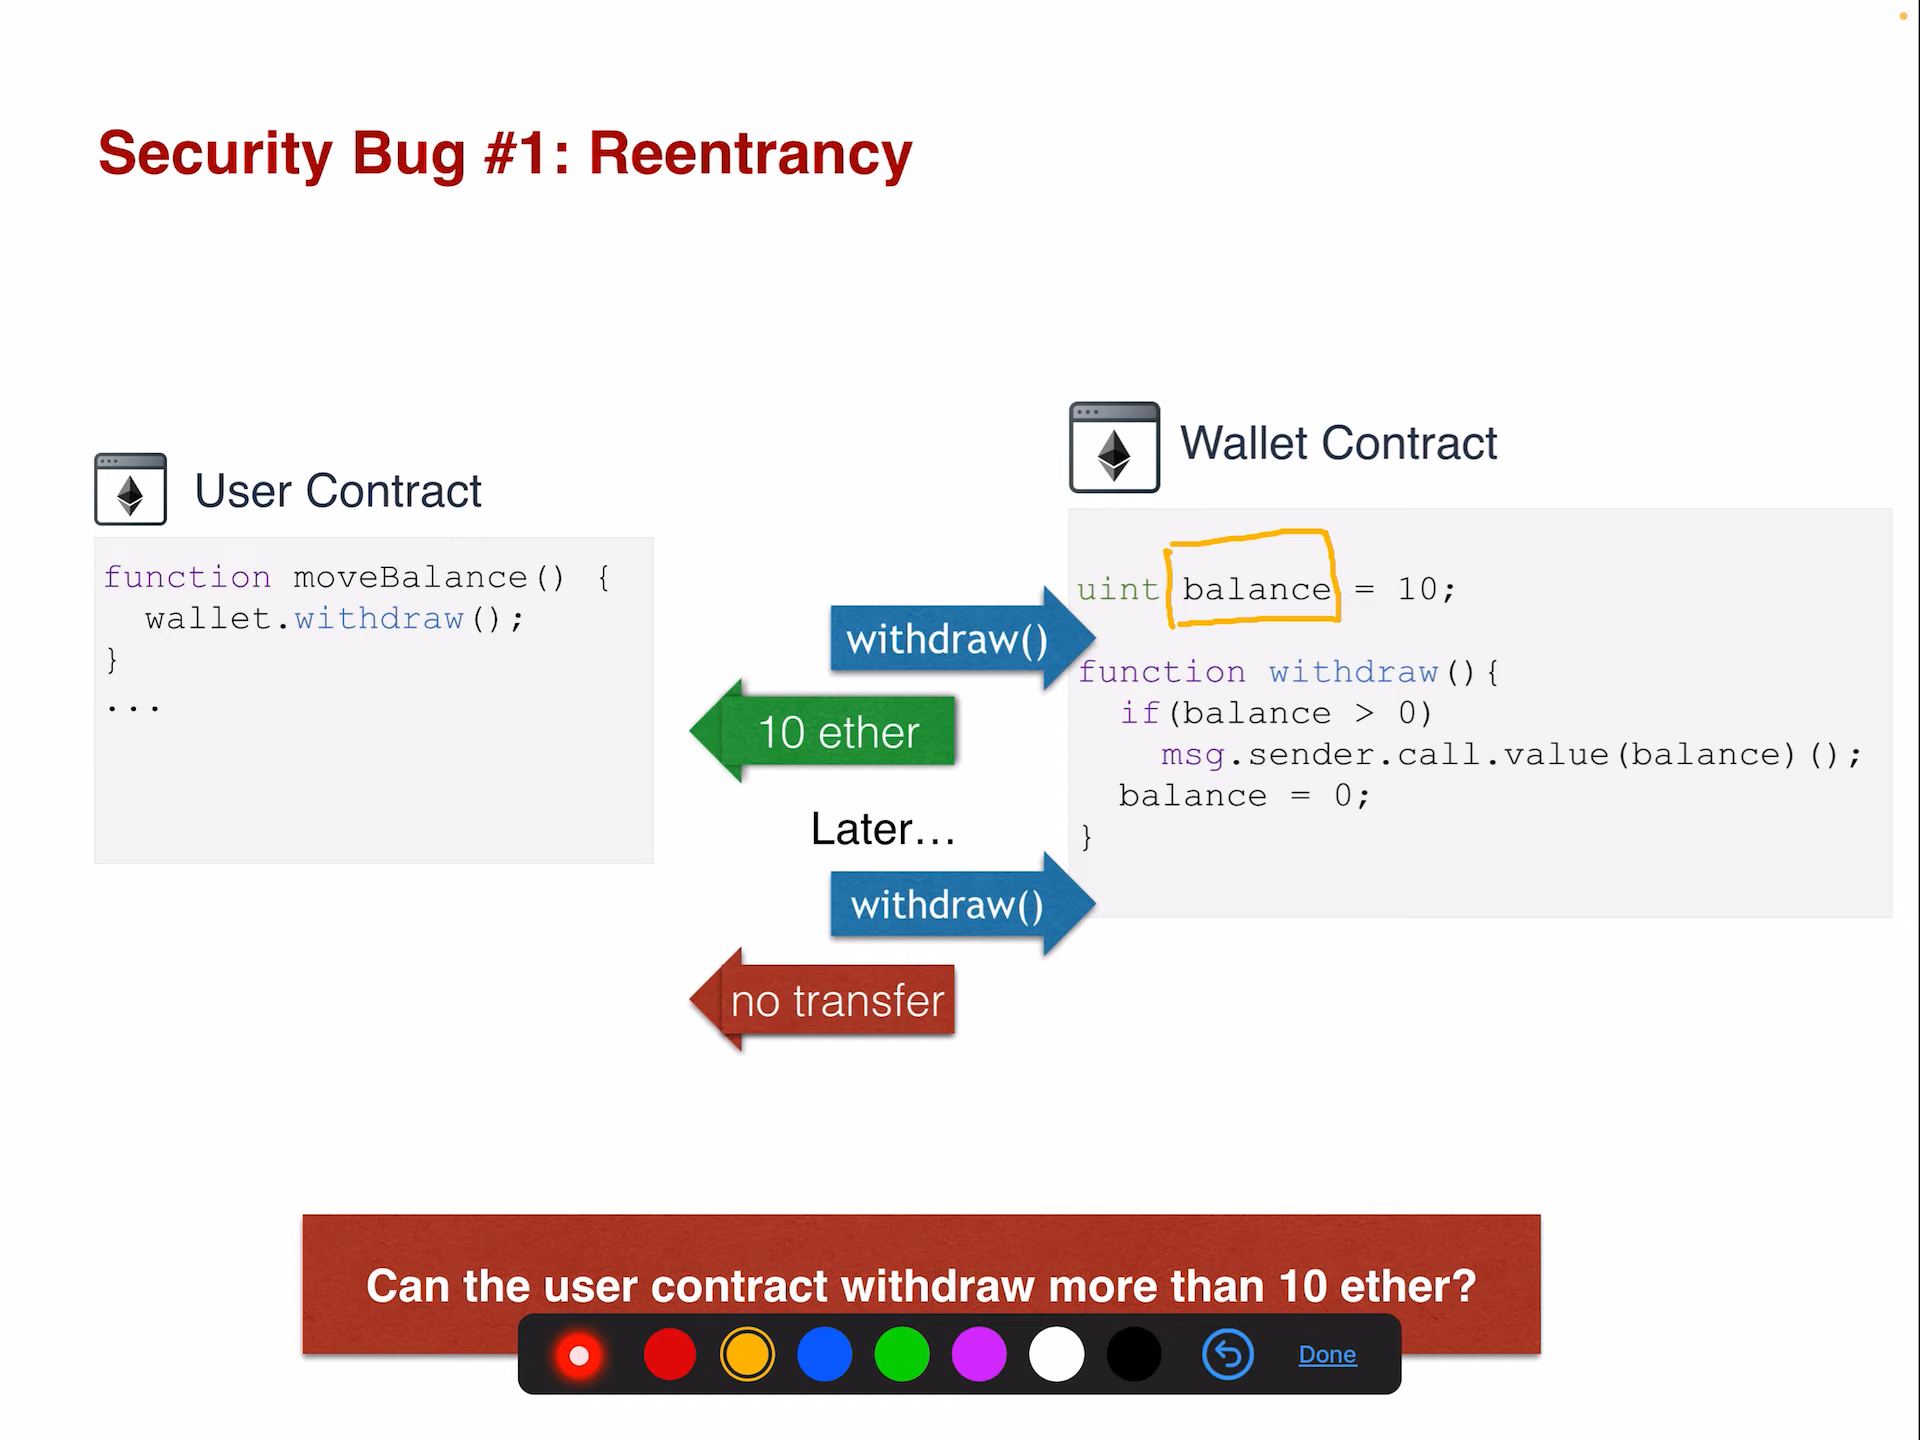 Security Bug #1: Reentrancy
User Contract
function moveBalance() {
  wallet.withdraw();
}
...
withdraw()
10 ether
Later...
withdraw()
no transfer
Wallet Contract
uint balance = 10;
function withdraw(){
  if(balance > 0)
    msg.sender.call.value(balance)();
  balance = 0;
}
Can the user contract withdraw more than 10 ether?
Done